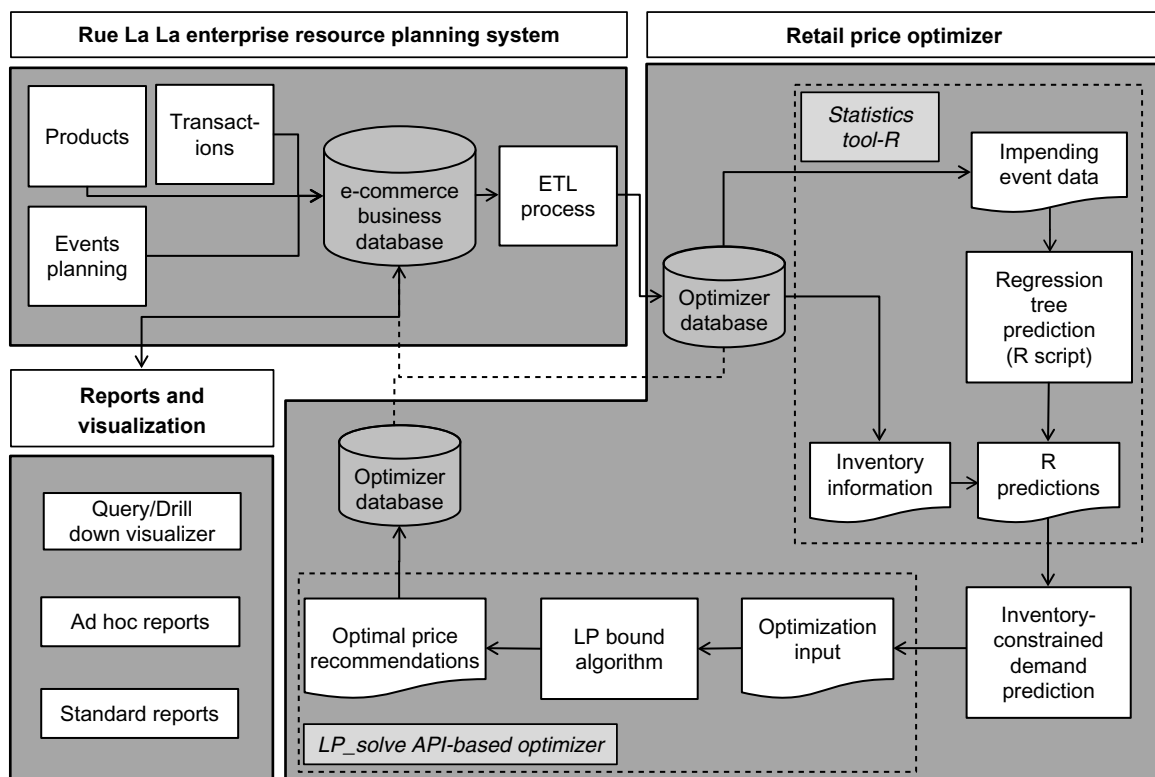 Rue La La enterprise resource planning system
Retail price optimizer
Products
Transact-
ions
e-commerce
business
database
ETL
process
Events
planning
Statistics
tool-R
Impending
event data
Optimizer
database
Regression
tree
prediction
(R script)
Reports and
visualization
Optimizer
database
Inventory
information
R
predictions
Query/Drill
down visualizer
Ad hoc reports
Standard reports
Optimal price
recommendations
LP bound
algorithm
Optimization
input
Inventory-
constrained
demand
prediction
LP_solve API-based optimizer